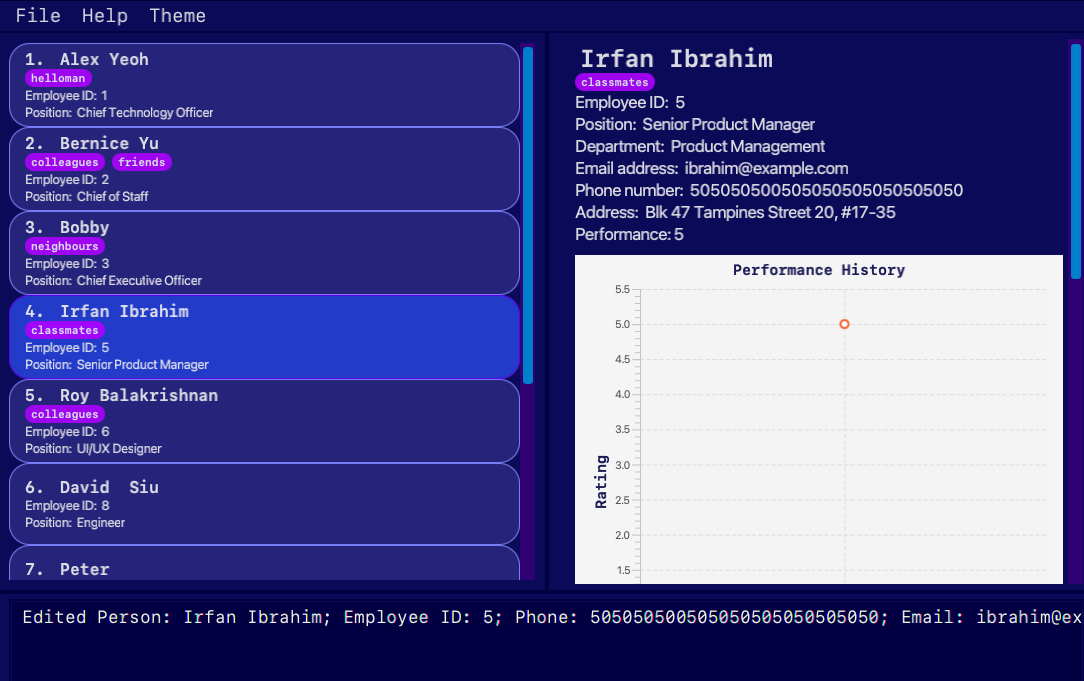 File Help Theme
1. Alex Yeoh
helloman
Employee ID: 1
Position: Chief Technology Officer
2. Bernice Yu
colleagues friends
Employee ID: 2
Position: Chief of Staff
3. Bobby
neighbours
Employee ID: 3
Position: Chief Executive Officer
4. Irfan Ibrahim
classmates
Employee ID: 5
Position: Senior Product Manager
5. Roy Balakrishnan
colleagues
Employee ID: 6
Position: UI/UX Designer
6. David  Siu
Employee ID: 8
Position: Engineer
7. Peter
Irfan Ibrahim
classmates
Employee ID: 5
Position: Senior Product Manager
Department: Product Management
Email address: ibrahim@example.com
Phone number: 505050500505050505050505050
Address: Blk 47 Tampines Street 20, #17-35
Performance: 5
Performance History
5.5
5.0
4.5
4.0
3.5
3.0
2.5
2.0
1.5
Rating
Edited Person: Irfan Ibrahim; Employee ID: 5; Phone: 505050500505050505050505050; Email: ibrahim@ex